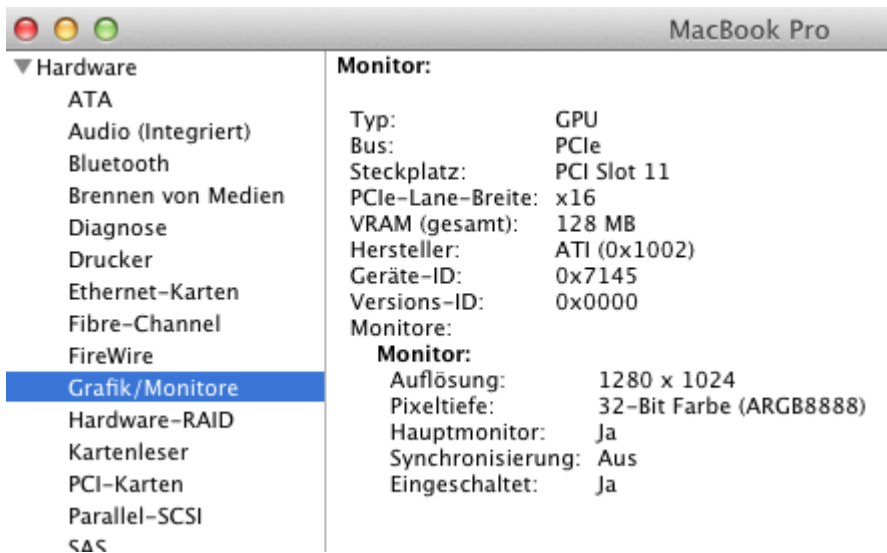 MacBook Pro
Hardware
ATA
Audio (Integriert)
Bluetooth
Brennen von Medien
Diagnose
Drucker
Ethernet-Karten
Fibre-Channel
FireWire
Grafik/Monitore
Hardware-RAID
Kartenleser
PCI-Karten
Parallel-SCSI
SAS
Monitor:
Typ: GPU
Bus: PCIe
Steckplatz: PCI Slot 11
PCIe-Lane-Breite: x16
VRAM (gesamt): 128 MB
Hersteller: ATI (0x1002)
Geräte-ID: 0x7145
Versions-ID: 0x0000
Monitore:
Monitor:
Auflösung: 1280 x 1024
Pixeltiefe: 32-Bit Farbe (ARGB8888)
Hauptmonitor: Ja
Synchronisierung: Aus
Eingeschaltet: Ja